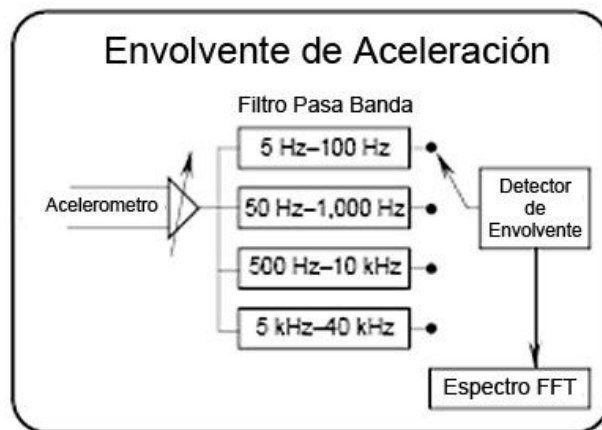 Envolvente de Aceleración
Filtro Pasa Banda
5 Hz–100 Hz
Acelerometro
50 Hz–1,000 Hz
500 Hz–10 kHz
5 kHz–40 kHz
Detector
de
Envolvente
Espectro FFT